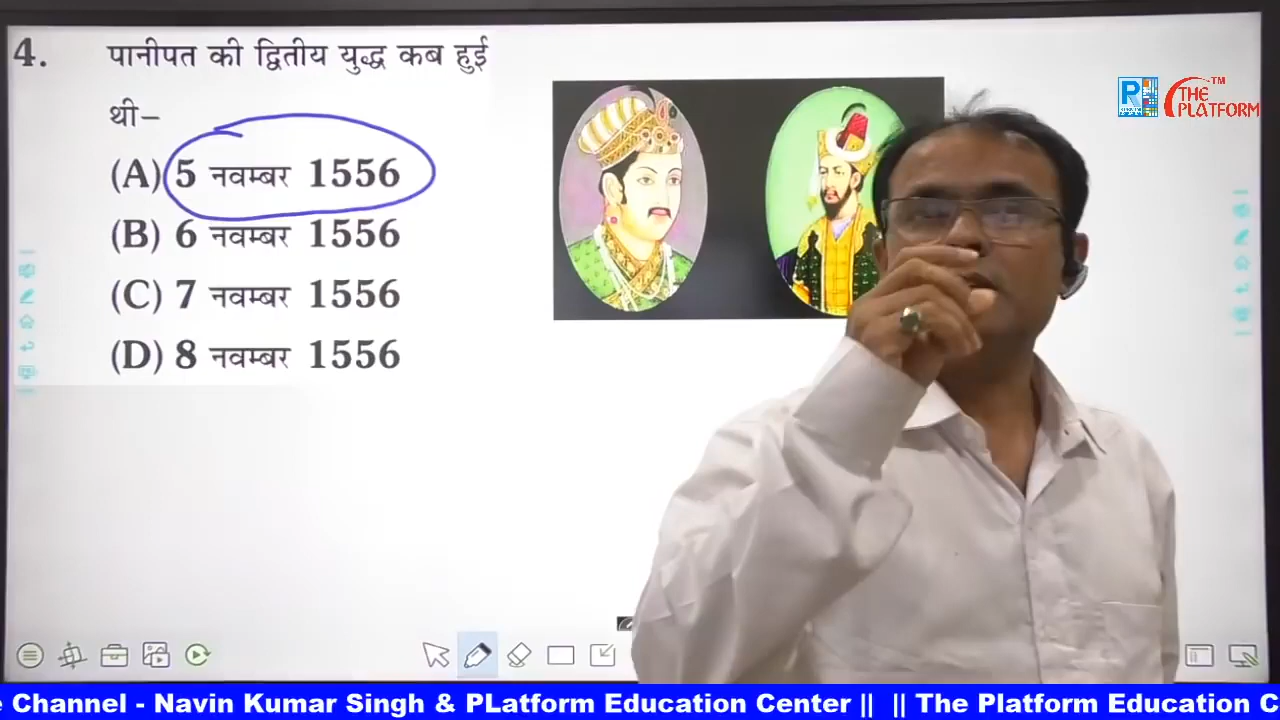 4. पानीपत की द्वितीय युद्ध कब हुई
थी–
(A) 5 नवम्बर 1556
(B) 6 नवम्बर 1556
(C) 7 नवम्बर 1556
(D) 8 नवम्बर 1556
THE
PLATFORM
TM
Channel - Navin Kumar Singh & PLatform Education Center || || The Platform Education C